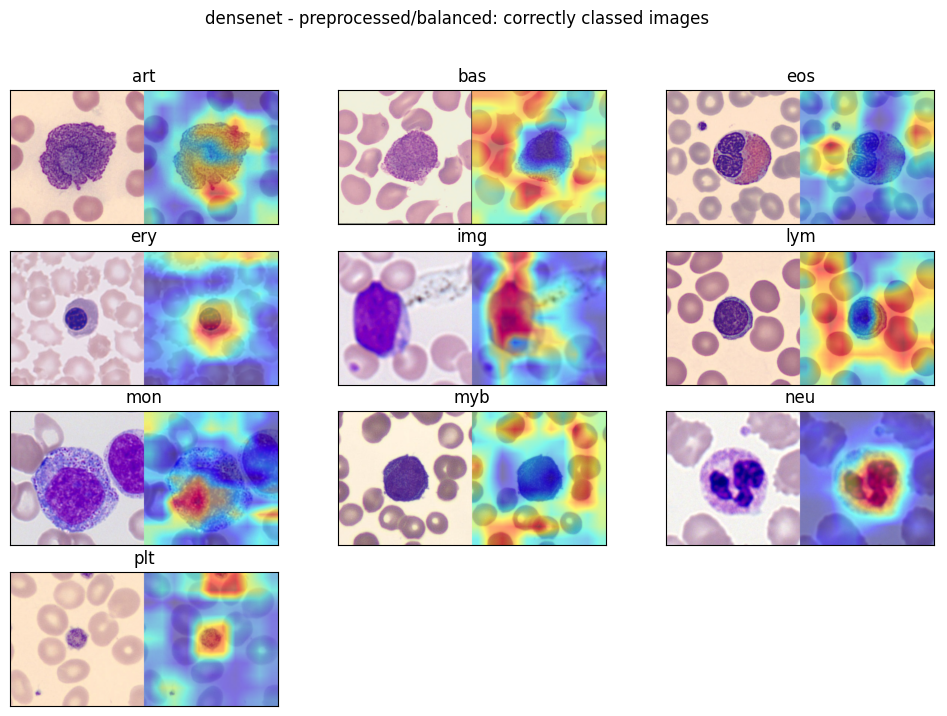 densenet - preprocessed/balanced: correctly classed images
art
bas
eos
ery
img
lym
mon
myb
neu
plt